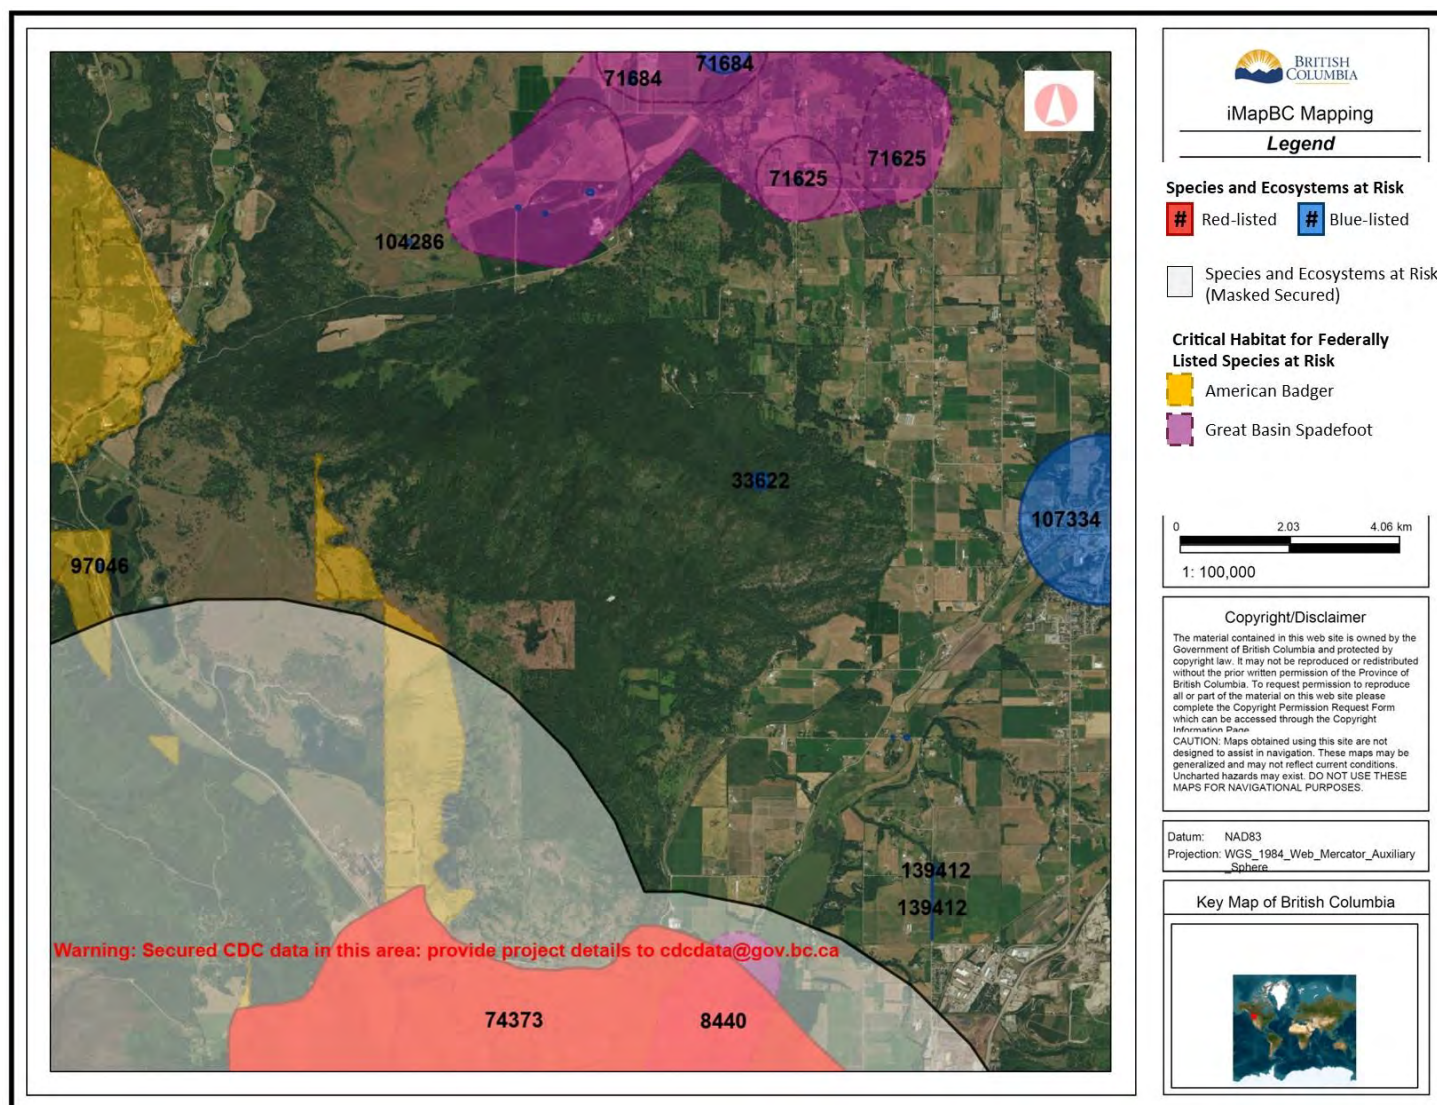 71684
71684
71625
71625
104286
33622
107334
97046
139412
139412
Warning: Secured CDC data in this area: provide project details to cdcdata@gov.bc.ca
74373
8440
BRITISH
COLUMBIA
iMapBC Mapping
Legend
Species and Ecosystems at Risk
# Red-listed # Blue-listed
Species and Ecosystems at Risk
(Masked Secured)
Critical Habitat for Federally
Listed Species at Risk
American Badger
Great Basin Spadefoot
0 2.03 4.06 km
1: 100,000
Copyright/Disclaimer
The material contained in this web site is owned by the
Government of British Columbia and protected by
copyright law. It may not be reproduced or redistributed
without the prior written permission of the Province of
British Columbia. To request permission to reproduce
all or part of the material on this web site please
complete the Copyright Permission Request Form
which can be accessed through the Copyright
Information Page
CAUTION: Maps obtained using this site are not
designed to assist in navigation. These maps may be
generalized and may not reflect current conditions.
Uncharted hazards may exist. DO NOT USE THESE
MAPS FOR NAVIGATIONAL PURPOSES.
Datum: NAD83
Projection: WGS_1984_Web_Mercator_Auxiliary
_Sphere
Key Map of British Columbia